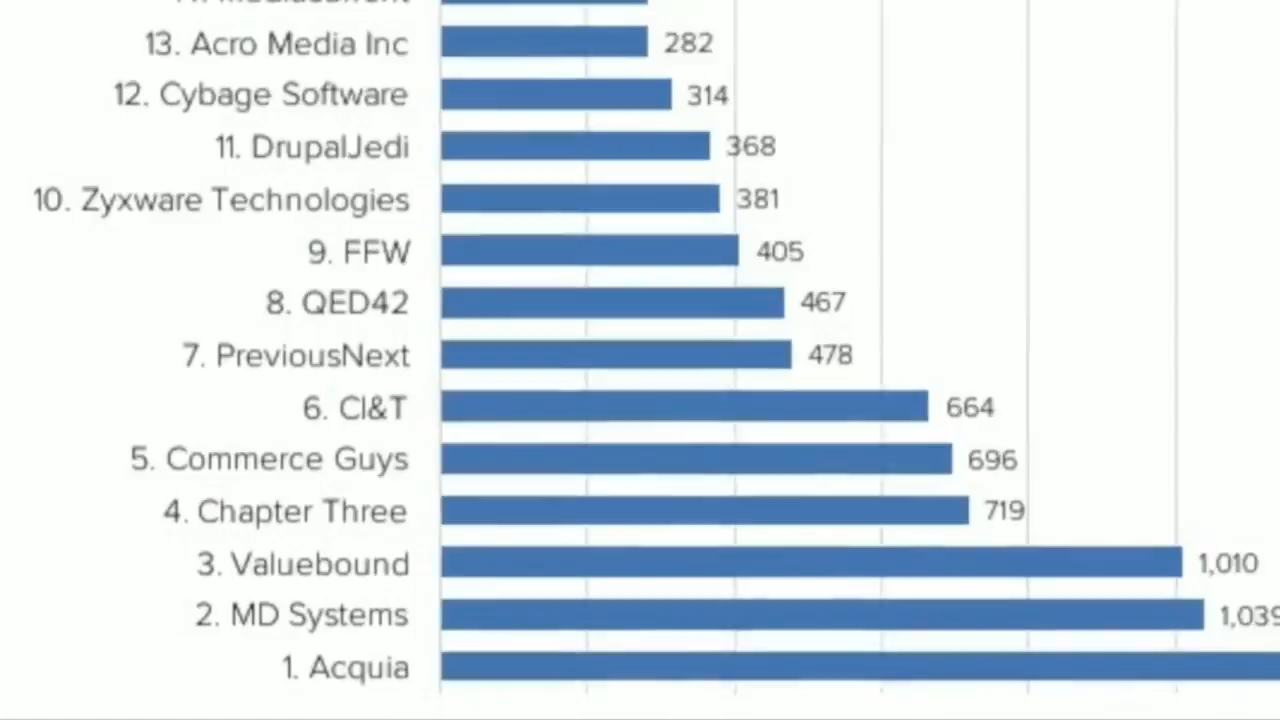 13. Acro Media Inc 282
12. Cybage Software 314
11. DrupalJedi 368
10. Zyxware Technologies 381
9. FFW 405
8. QED42 467
7. PreviousNext 478
6. CI&T 664
5. Commerce Guys 696
4. Chapter Three 719
3. Valuebound 1,010
2. MD Systems 1,039
1. Acquia